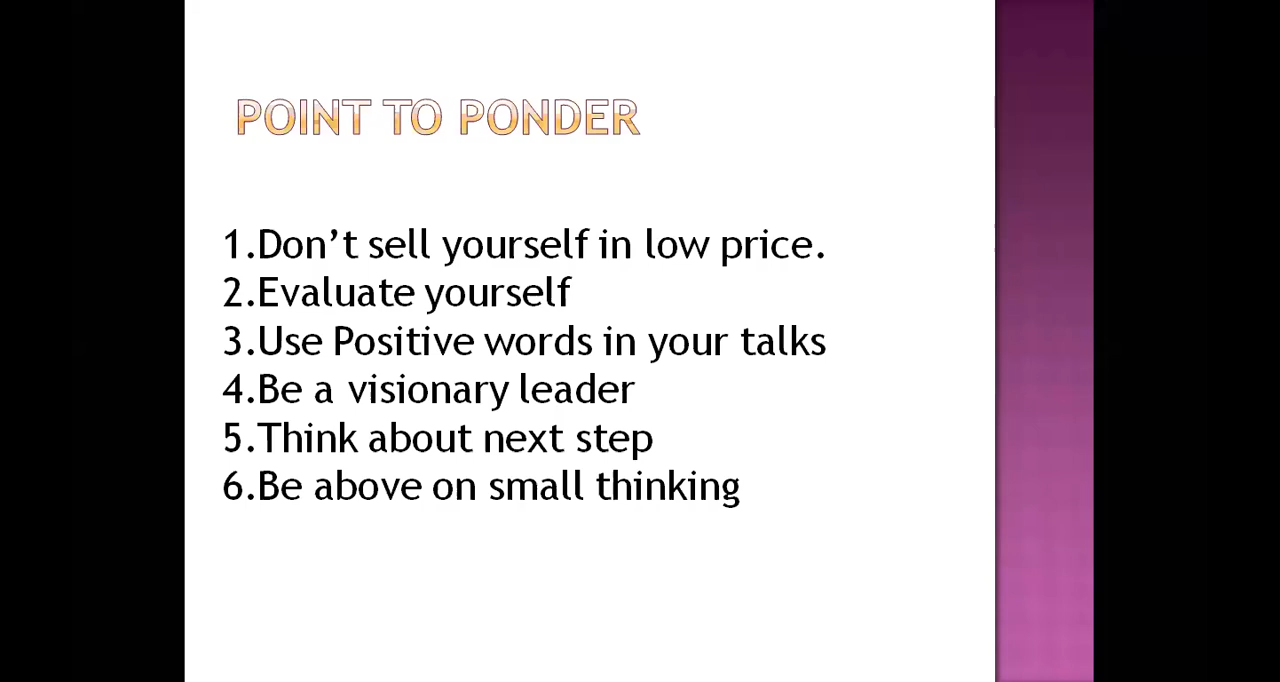 POINT TO PONDER
1.Don’t sell yourself in low price.
2.Evaluate yourself
3.Use Positive words in your talks
4.Be a visionary leader
5.Think about next step
6.Be above on small thinking